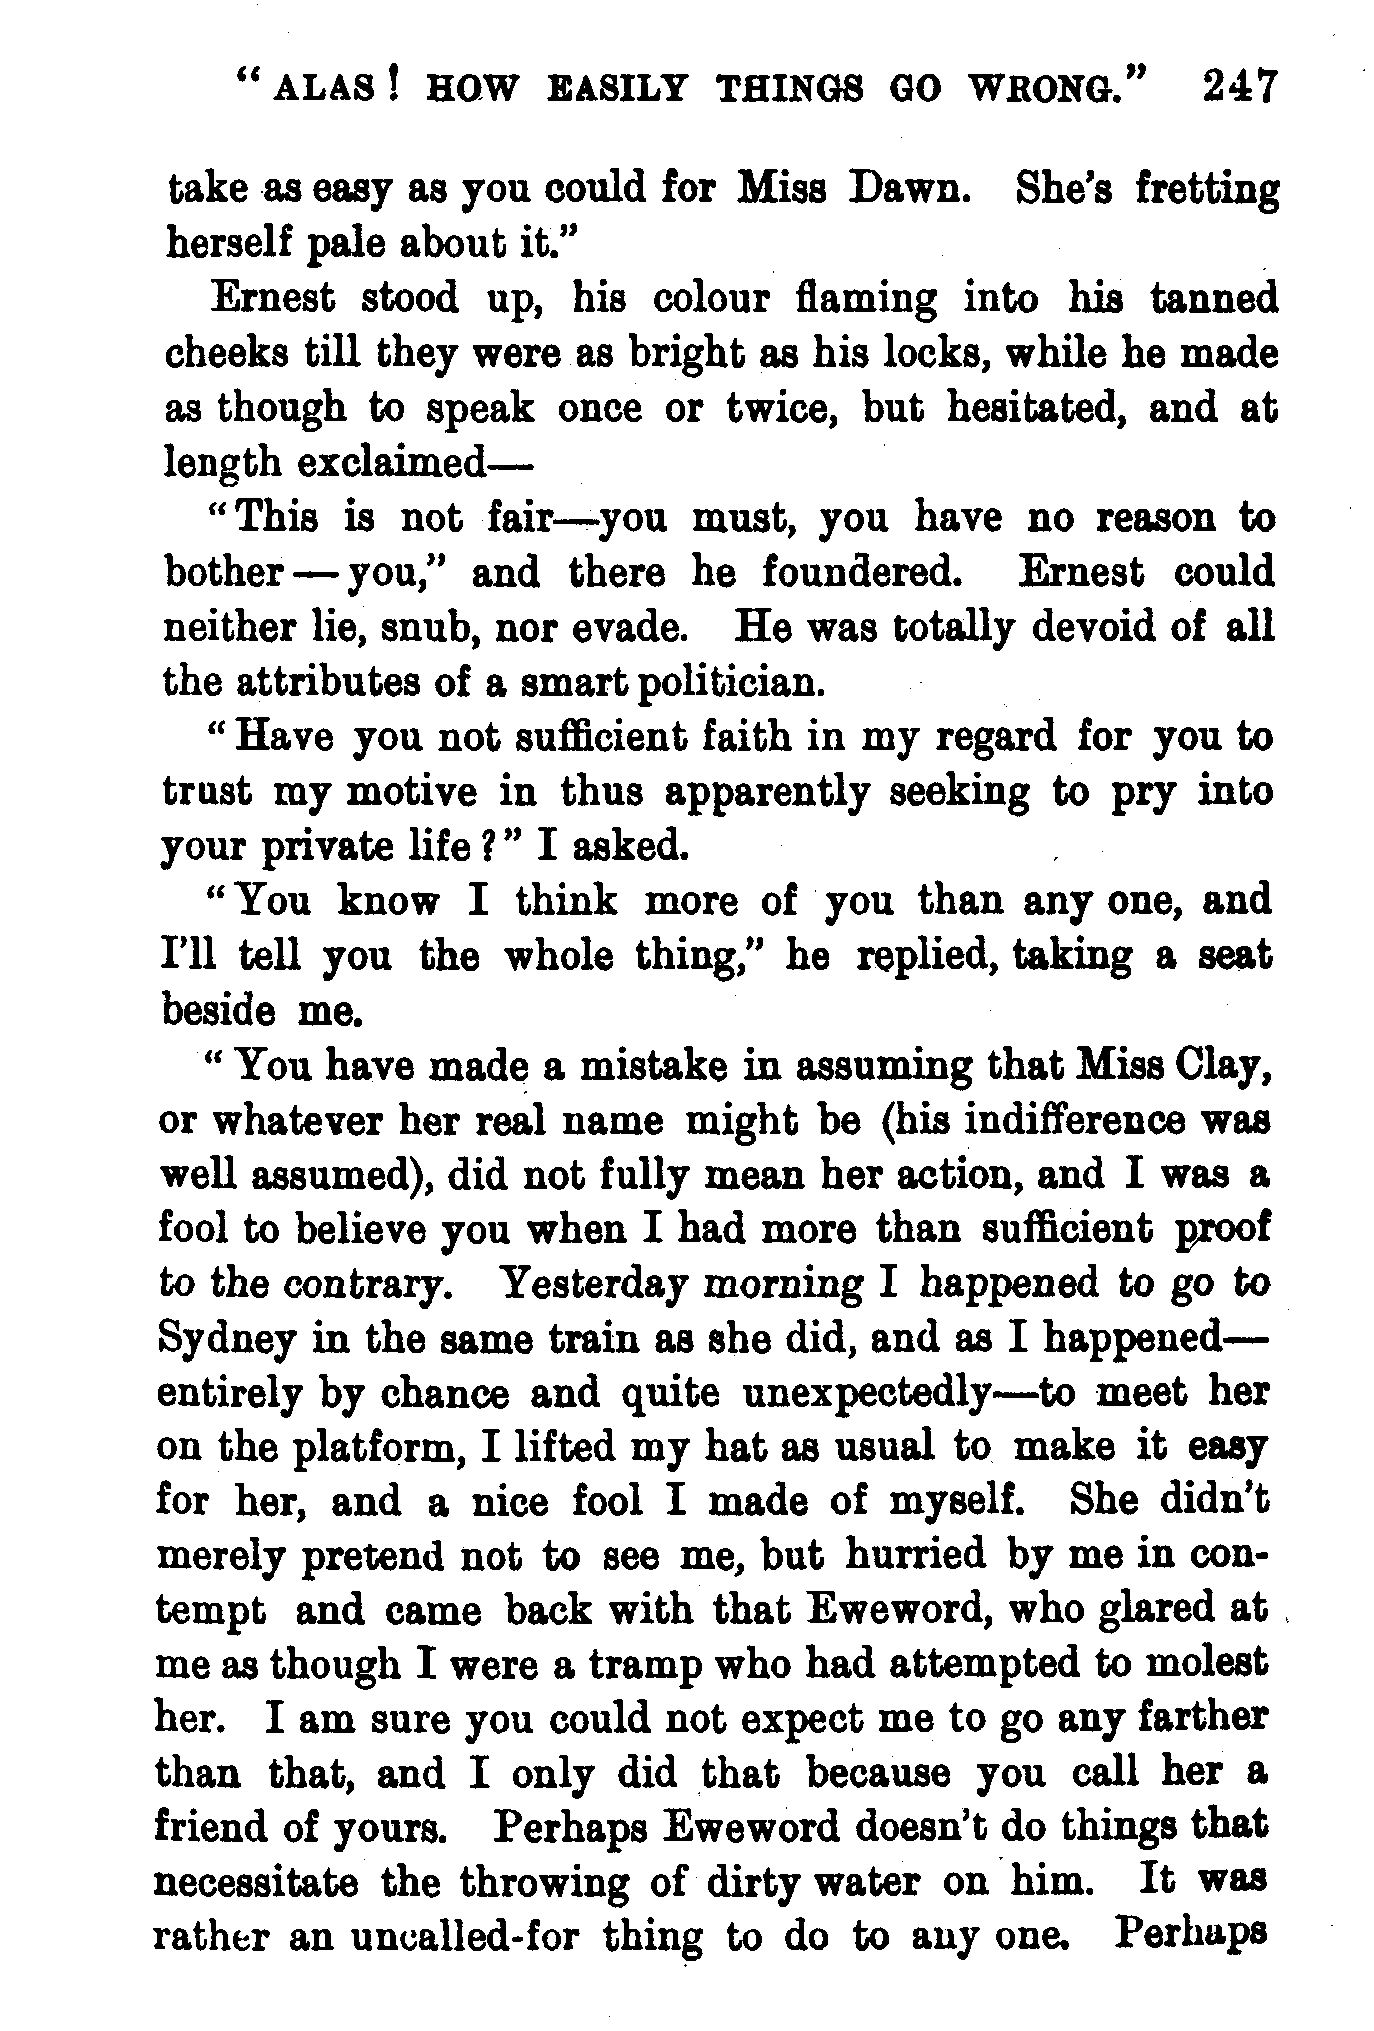 "ALAS! HOW EASILY THINGS GO WRONG." 247
take as easy as you could for Miss Dawn. She's fretting
herself pale about it."
Ernest stood up, his colour flaming into his tanned
cheeks till they were as bright as his locks, while he made
as though to speak once or twice, but hesitated, and at
length exclaimed—
"This is not fair—you must, you have no reason to
bother—you," and there he foundered. Ernest could
neither lie, snub, nor evade. He was totally devoid of all
the attributes of a smart politician.
"Have you not sufficient faith in my regard for you to
trust my motive in thus apparently seeking to pry into
your private life?" I asked.
"You know I think more of you than any one, and
I'll tell you the whole thing," he replied, taking a seat
beside me.
"You have made a mistake in assuming that Miss Clay,
or whatever her real name might be (his indifference was
well assumed), did not fully mean her action, and I was a
fool to believe you when I had more than sufficient proof
to the contrary. Yesterday morning I happened to go to
Sydney in the same train as she did, and as I happened—
entirely by chance and quite unexpectedly—to meet her
on the platform, I lifted my hat as usual to make it easy
for her, and a nice fool I made of myself. She didn't
merely pretend not to see me, but hurried by me in con-
tempt and came back with that Eweword, who glared at
me as though I were a tramp who had attempted to molest
her. I am sure you could not expect me to go any farther
than that, and I only did that because you call her a
friend of yours. Perhaps Eweword doesn't do things that
necessitate the throwing of dirty water on him. It was
rather an uncalled-for thing to do to any one. Perhaps